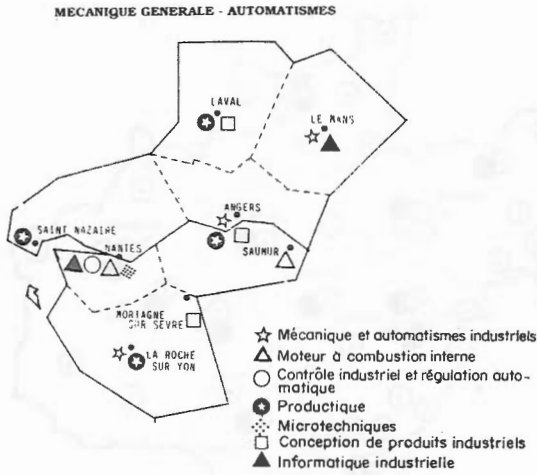 MECANIQUE GENERALE - AUTOMATISMES
LAVAL
LE MANS
ANGERS
SAINT NAZAIRE
NANTES
SAUMUR
MORTAGNE
SUR SÈVRE
LA ROCHE
SUR YON
Mécanique et automatismes industriels
Moteur à combustion interne
Contrôle industriel et régulation auto-
matique
Productique
Microtechniques
Conception de produits industriels
Informatique industrielle